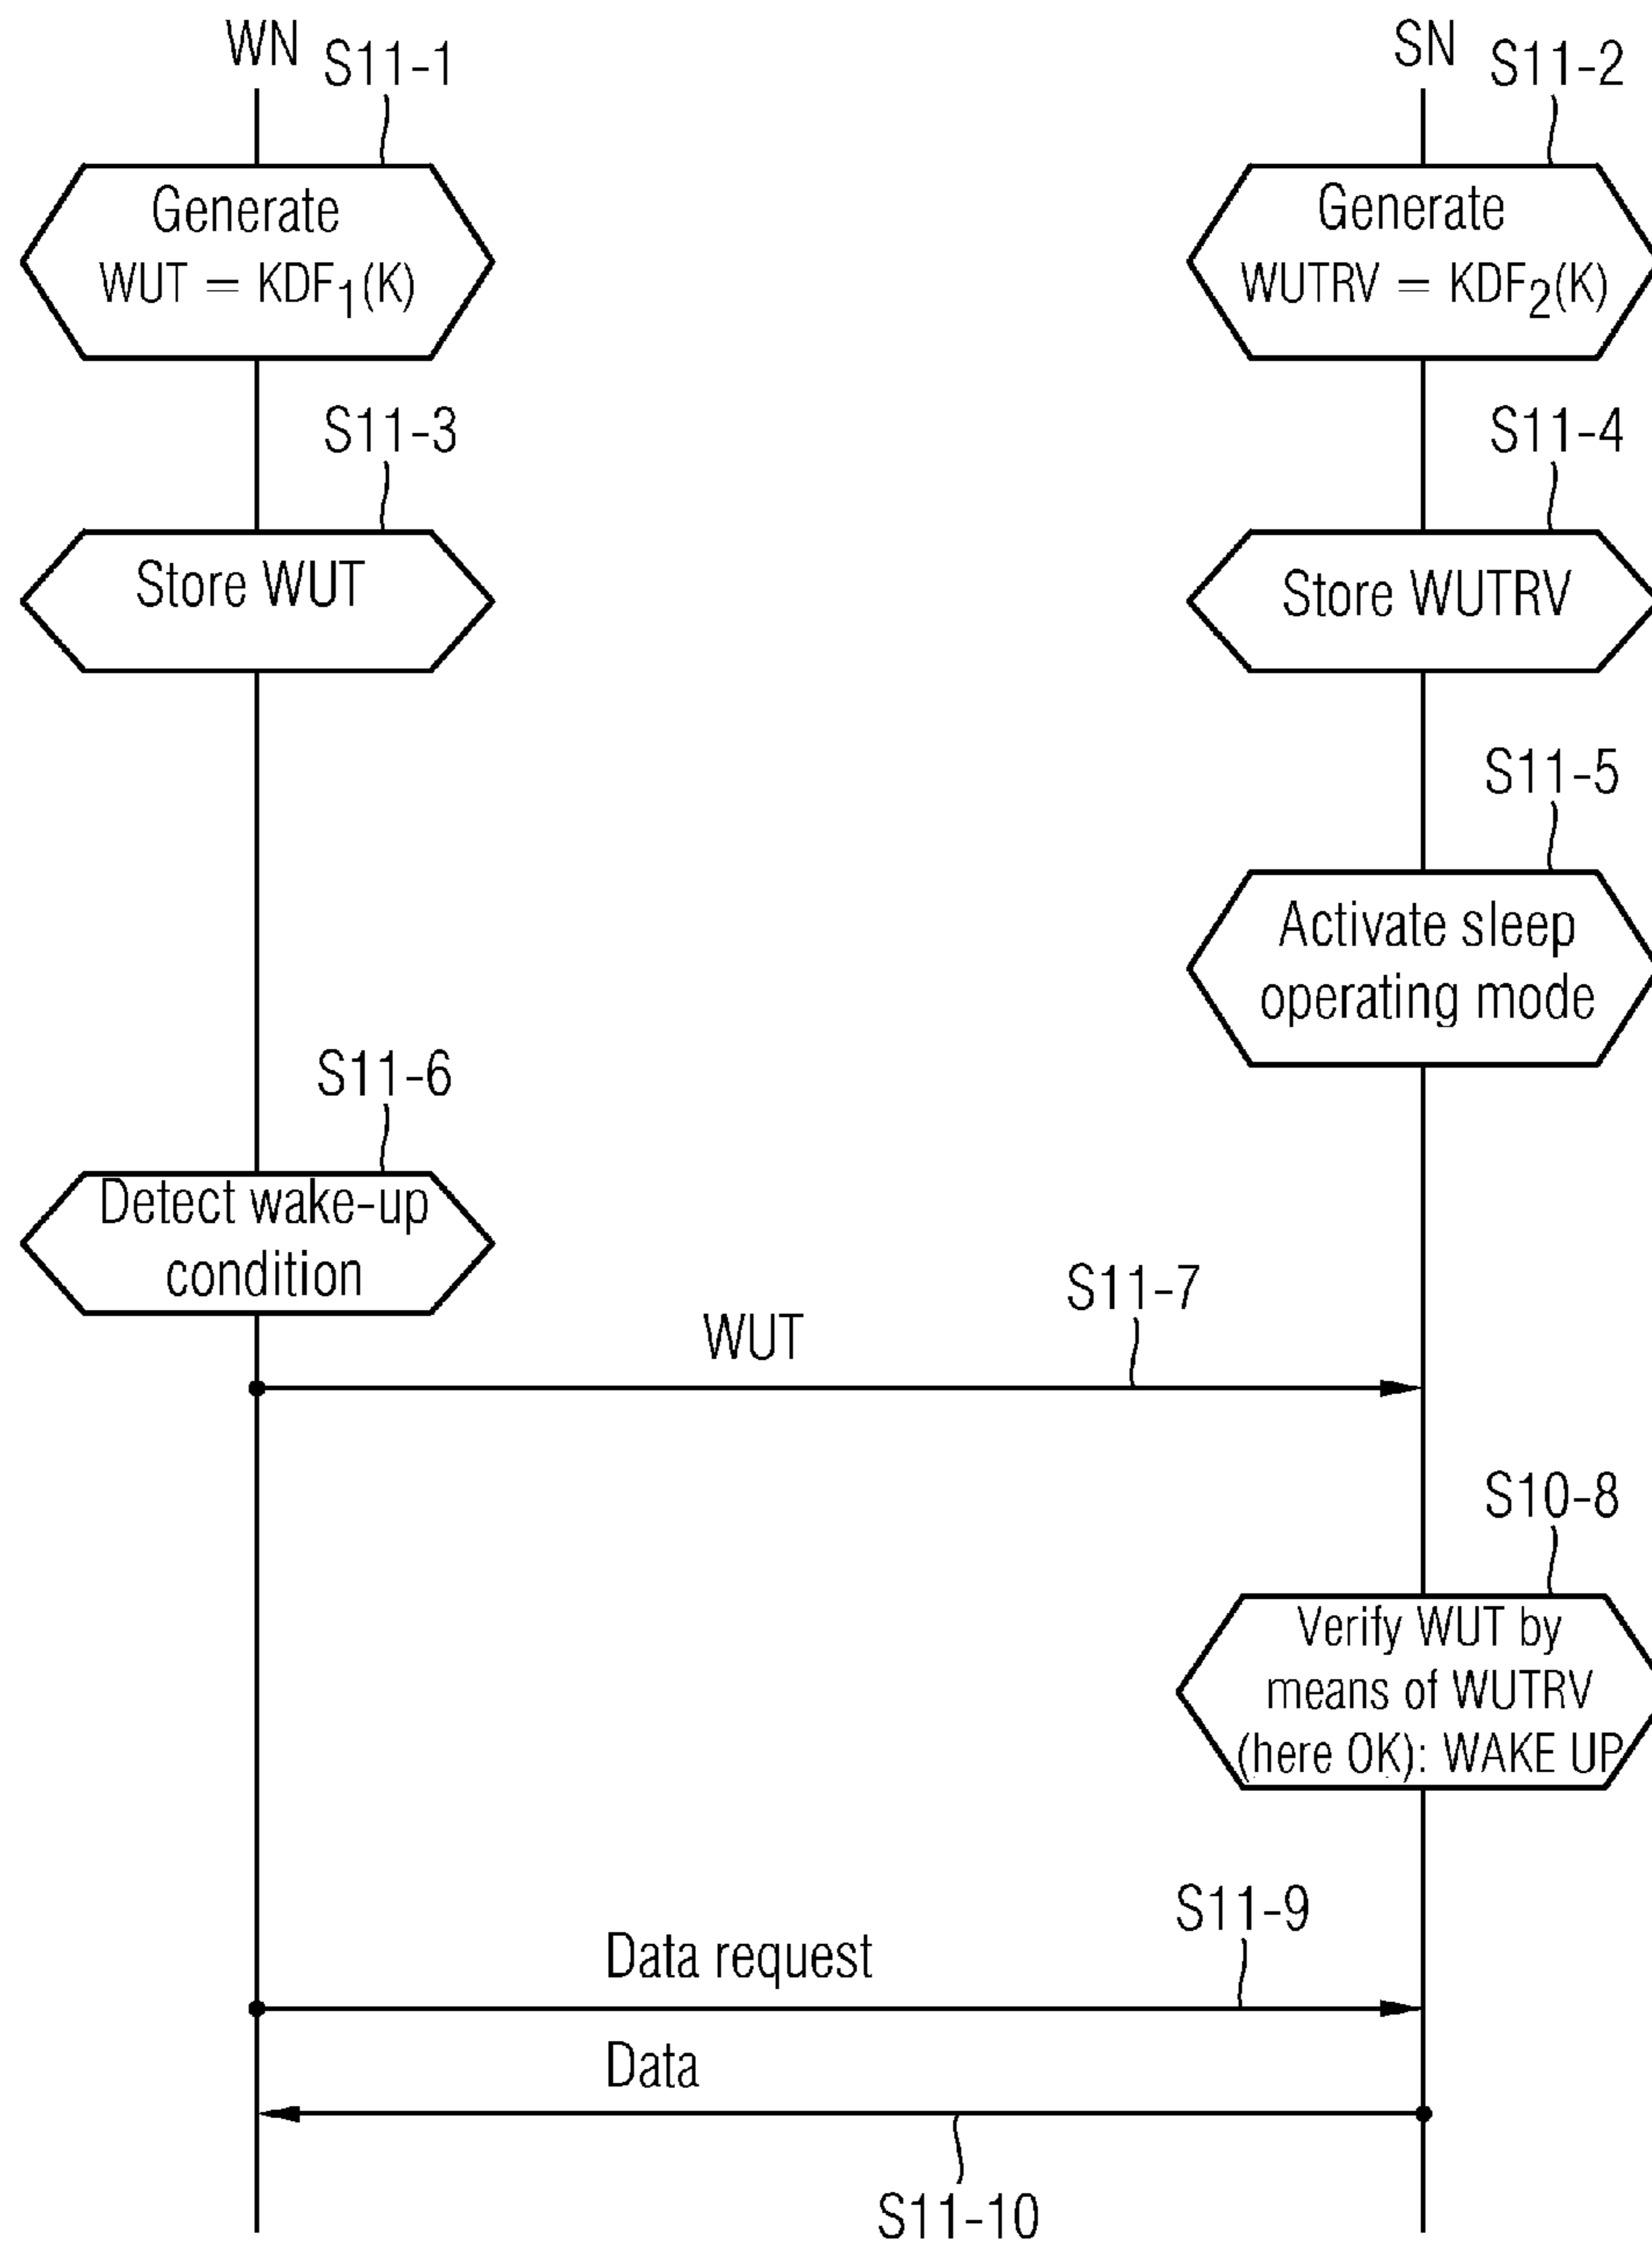 WN
S11-1
SN
S11-2
Generate
WUT = KDF1(K)
Generate
WUTRV = KDF2(K)
S11-3
S11-4
Store WUT
Store WUTRV
S11-5
Activate sleep
operating mode
S11-6
Detect wake-up
condition
S11-7
WUT
S10-8
Verify WUT by
means of WUTRV
(here OK): WAKE UP
S11-9
Data request
Data
S11-10